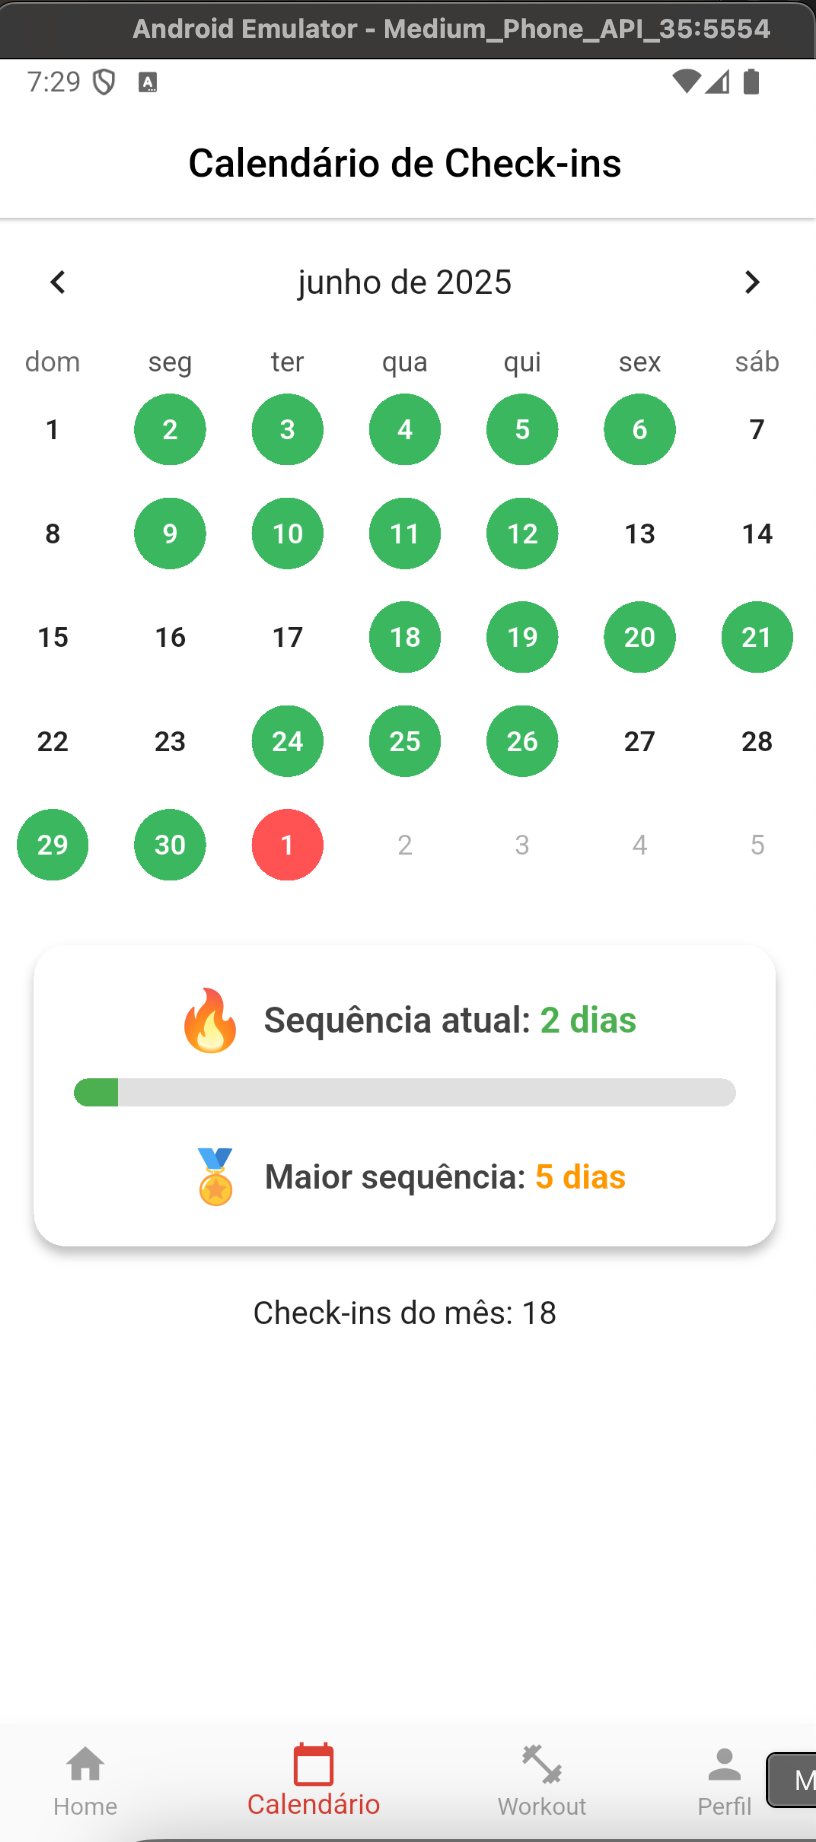 Android Emulator - Medium_Phone_API_35:5554
7:29 A
Calendário de Check-ins
junho de 2025
dom seg ter qua qui sex sáb
1 2 3 4 5 6 7
8 9 10 11 12 13 14
15 16 17 18 19 20 21
22 23 24 25 26 27 28
29 30 1 2 3 4 5
Sequência atual: 2 dias
Maior sequência: 5 dias
Check-ins do mês: 18
Home Calendário Workout Perfil